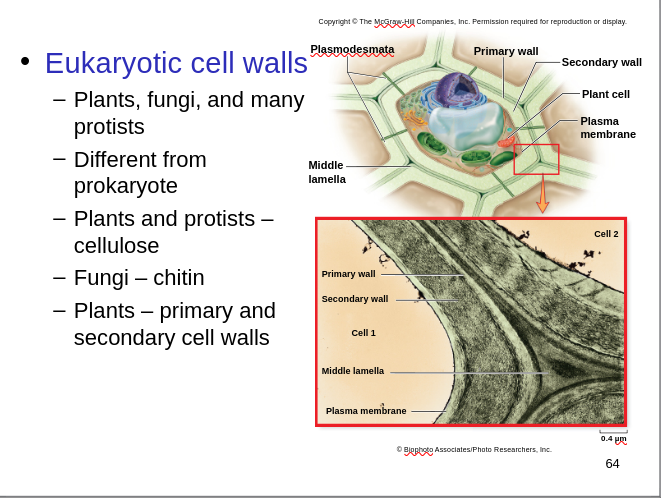 Copyright © The McGraw-Hill Companies, Inc. Permission required for reproduction or display.
• Eukaryotic cell walls
– Plants, fungi, and many
protists
– Different from
prokaryote
– Plants and protists –
cellulose
– Fungi – chitin
– Plants – primary and
secondary cell walls
Plasmodesmata
Primary wall
Secondary wall
Plant cell
Plasma
membrane
Middle
lamella
Cell 2
Primary wall
Secondary wall
Cell 1
Middle lamella
Plasma membrane
0.4 µm
© Biophoto Associates/Photo Researchers, Inc.
64